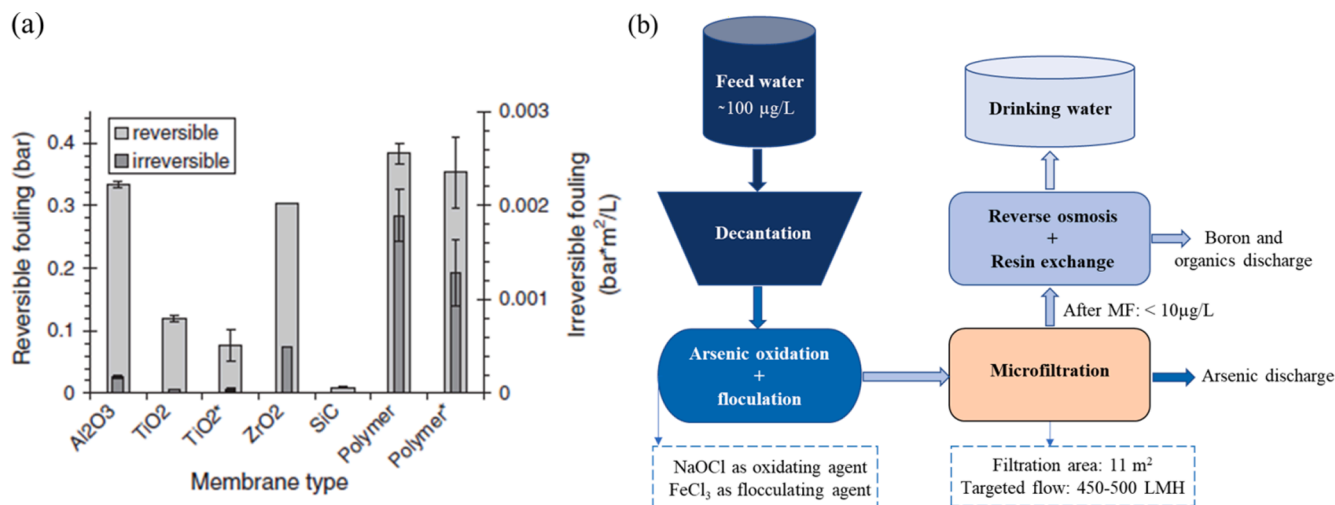 (a)
reversible
irreversible
Reversible fouling (bar)
0.4
0.3
0.2
0.1
0
Irreversible fouling
(bar*m²/L)
0.003
0.002
0.001
0
Al2O3
TiO2
TiO2*
ZrO2
SiC
Polymer
Polymer*
Membrane type
(b)
Feed water
~100 µg/L
Decantation
Arsenic oxidation
+
floculation
NaOCl as oxidating agent
FeCl₃ as flocculating agent
Drinking water
Reverse osmosis
+
Resin exchange
Boron and
organics discharge
After MF: < 10µg/L
Microfiltration
Arsenic discharge
Filtration area: 11 m²
Targeted flow: 450-500 LMH